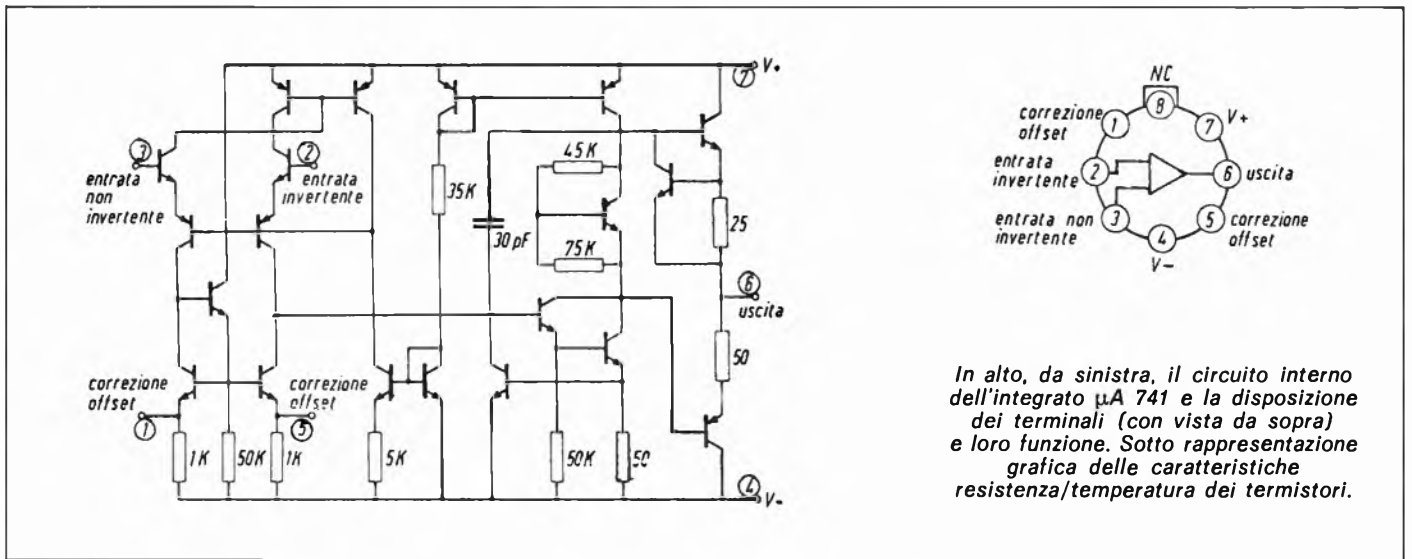 7
V+
3
entrata
non
invertente
2
entrata
invertente
35K
30 pF
45K
75K
25
6
uscita
50
correzione
offset
1
correzione
offset
5
1K
50K
1K
5K
50K
50
4
V-
NC
8
correzione
offset
1
7
V+
entrata
invertente
2
6
uscita
entrata non
invertente
3
5
correzione
offset
4
V-
In alto, da sinistra, il circuito interno
dell'integrato µA 741 e la disposizione
dei terminali (con vista da sopra)
e loro funzione. Sotto rappresentazione
grafica delle caratteristiche
resistenza/temperatura dei termistori.